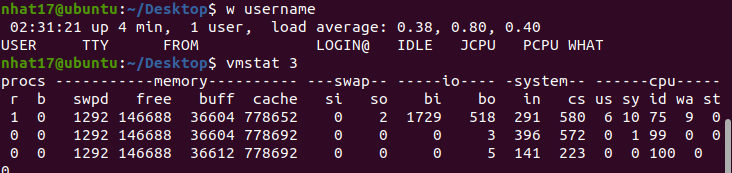 nhat17@ubuntu:~/Desktop$ w username
 02:31:21 up 4 min,  1 user,  load average: 0.38, 0.80, 0.40
USER     TTY      FROM             LOGIN@   IDLE   JCPU   PCPU WHAT
nhat17@ubuntu:~/Desktop$ vmstat 3
procs -----------memory---------- ---swap-- -----io---- -system-- ------cpu-----
 r  b   swpd   free   buff  cache   si   so    bi    bo   in   cs us sy id wa st
 1  0   1292 146688  36604 778652    0    2  1729   518  291  580  6 10 75  9  0
 0  0   1292 146688  36604 778692    0    0     0     3  396  572  0  1 99  0  0
 0  0   1292 146688  36612 778692    0    0     0     5  141  223  0  0 100  0
0